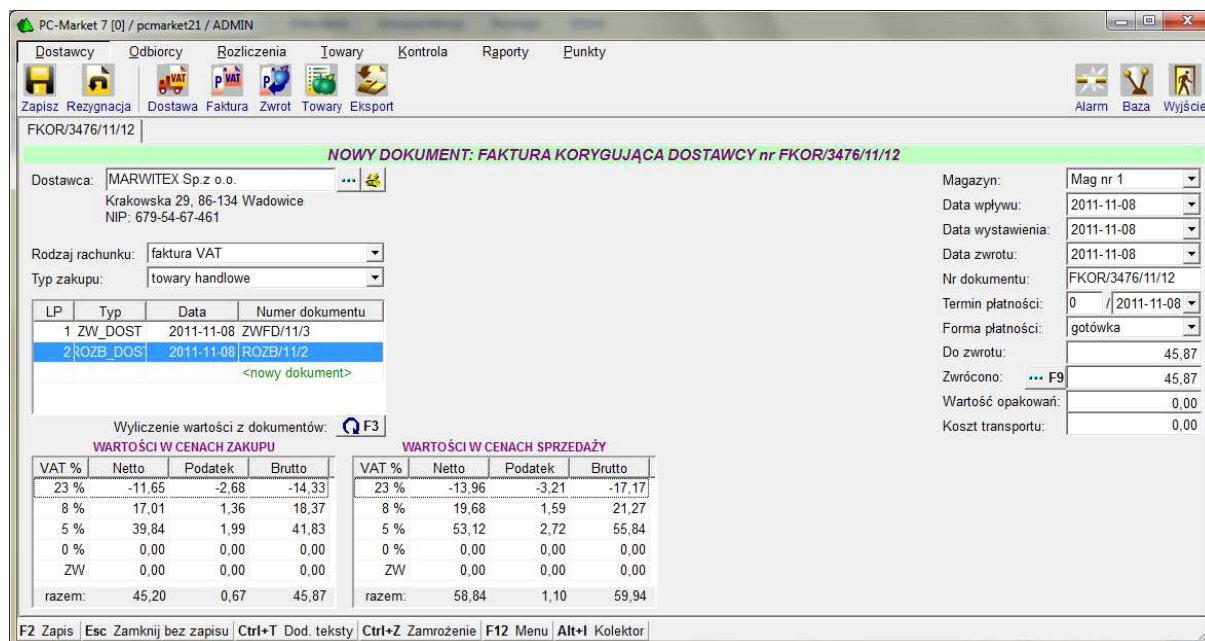 PC-Market 7 [0] / pcmarket21 / ADMIN
Dostawcy Odbiorcy Rozliczenia Towary Kontrola Raporty Punkty
VAT P VAT P
Zapisz Rezygnacja Dostawa Faktura Zwrot Towary Eksport Alarm Baza Wyjście
FKOR/3476/11/12
NOWY DOKUMENT: FAKTURA KORYGUJĄCA DOSTAWCY nr FKOR/3476/11/12
Dostawca: MARWITEX Sp.z o.o. ... Magazyn: Mag nr 1
Krakowska 29, 86-134 Wadowice
NIP: 679-54-67-461
Data wpływu: 2011-11-08
Data wystawienia: 2011-11-08
Rodzaj rachunku: faktura VAT Data zwrotu: 2011-11-08
Typ zakupu: towary handlowe Nr dokumentu: FKOR/3476/11/12
Termin płatności: 0 / 2011-11-08
LP Typ Data Numer dokumentu
1 ZW_DOST 2011-11-08 ZWFD/11/3 Forma płatności: gotówka
2 ROZB_DOST 2011-11-08 ROZB/11/2 Do zwrotu: 45,87
<nowy dokument> Zwrócono: ... F9 45,87
Wartość opakowań: 0,00
Wyliczenie wartości z dokumentów: F3 Koszt transportu: 0,00
WARTOŚCI W CENACH ZAKUPU WARTOŚCI W CENACH SPRZEDAŻY
VAT % Netto Podatek Brutto VAT % Netto Podatek Brutto
23 % -11,65 -2,68 -14,33 23 % -13,96 -3,21 -17,17
8 % 17,01 1,36 18,37 8 % 19,68 1,59 21,27
5 % 39,84 1,99 41,83 5 % 53,12 2,72 55,84
0 % 0,00 0,00 0,00 0 % 0,00 0,00 0,00
ZW 0,00 0,00 0,00 ZW 0,00 0,00 0,00
razem: 45,20 0,67 45,87 razem: 58,84 1,10 59,94
F2 Zapis Esc Zamknij bez zapisu Ctrl+T Dod. teksty Ctrl+Z Zamrożenie F12 Menu Alt+I Kolektor